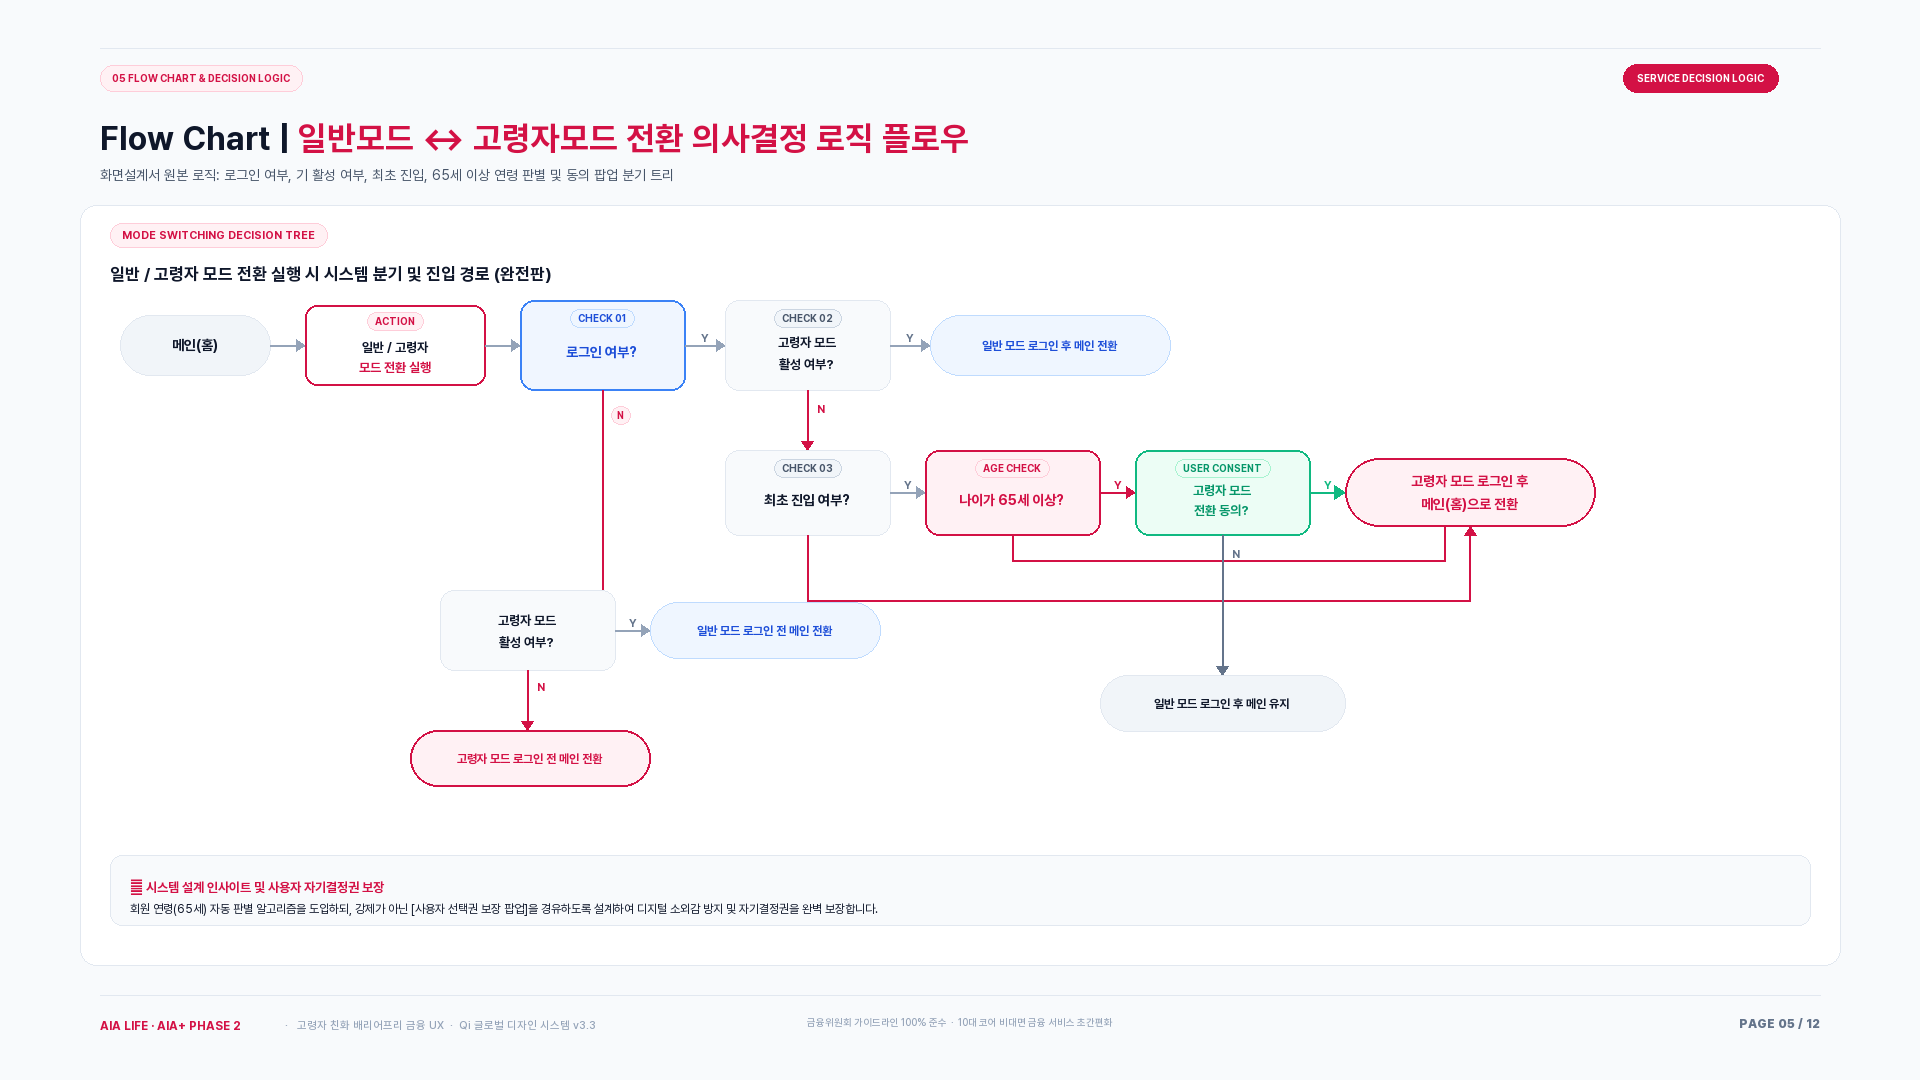 05 FLOW CHART & DECISION LOGIC
SERVICE DECISION LOGIC
Flow Chart | 일반모드 ↔ 고령자모드 전환 의사결정 로직 플로우
화면설계서 원본 로직: 로그인 여부, 기 활성 여부, 최초 진입, 65세 이상 연령 판별 및 동의 팝업 분기 트리
MODE SWITCHING DECISION TREE
일반 / 고령자 모드 전환 실행 시 시스템 분기 및 진입 경로 (완전판)
메인(홈)
ACTION
일반 / 고령자
모드 전환 실행
CHECK 01
로그인 여부?
Y
CHECK 02
고령자 모드
활성 여부?
Y
일반 모드 로그인 후 메인 전환
N
N
CHECK 03
최초 진입 여부?
Y
AGE CHECK
나이가 65세 이상?
Y
USER CONSENT
고령자 모드
전환 동의?
Y
고령자 모드 로그인 후
메인(홈)으로 전환
N
고령자 모드
활성 여부?
Y
일반 모드 로그인 전 메인 전환
N
일반 모드 로그인 후 메인 유지
고령자 모드 로그인 전 메인 전환
시스템 설계 인사이트 및 사용자 자기결정권 보장
회원 연령(65세) 자동 판별 알고리즘을 도입하되, 강제가 아닌 [사용자 선택권 보장 팝업]을 경유하도록 설계하여 디지털 소외감 방지 및 자기결정권을 완벽 보장합니다.
AIA LIFE · AIA+ PHASE 2
· 고령자 친화 배리어프리 금융 UX · Qi 글로벌 디자인 시스템 v3.3
금융위원회 가이드라인 100% 준수 · 10대 코어 비대면 금융 서비스 초간편화
PAGE 05 / 12